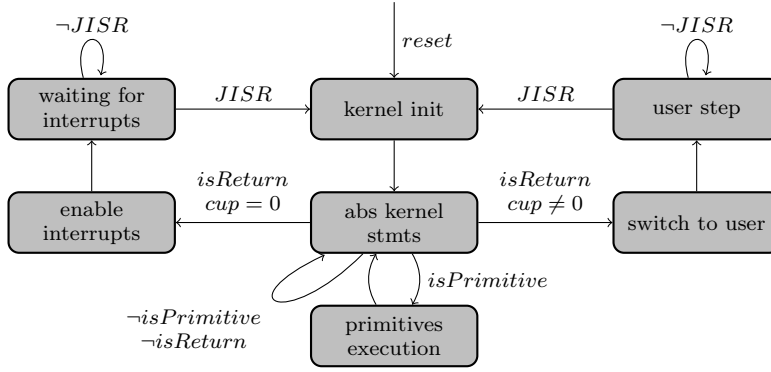 ¬JISR
reset
¬JISR
waiting for
interrupts
JISR
kernel init
JISR
user step
enable
interrupts
isReturn
cup = 0
abs kernel
stmts
isReturn
cup ≠ 0
switch to user
isPrimitive
¬isPrimitive
¬isReturn
primitives
execution